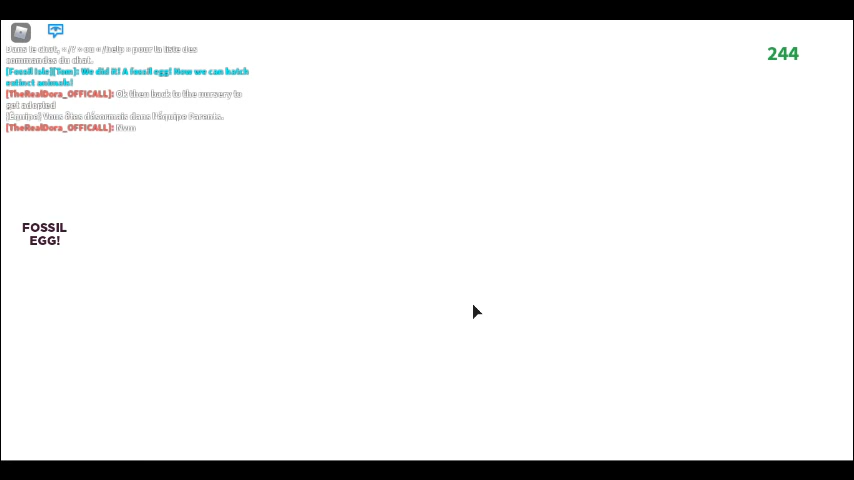 Dans le chat, « /? » ou « /help » pour la liste des
commandes du chat.
[Fossil Isle][Tom]: We did it! A fossil egg! Now we can hatch
extinct animals!
[TheRealDora_OFFICALL]: Ok then back to the nursery to
get adopted
[Équipe] Vous êtes désormais dans l'équipe Parents.
[TheRealDora_OFFICALL]: Nvm
244
FOSSIL
EGG!